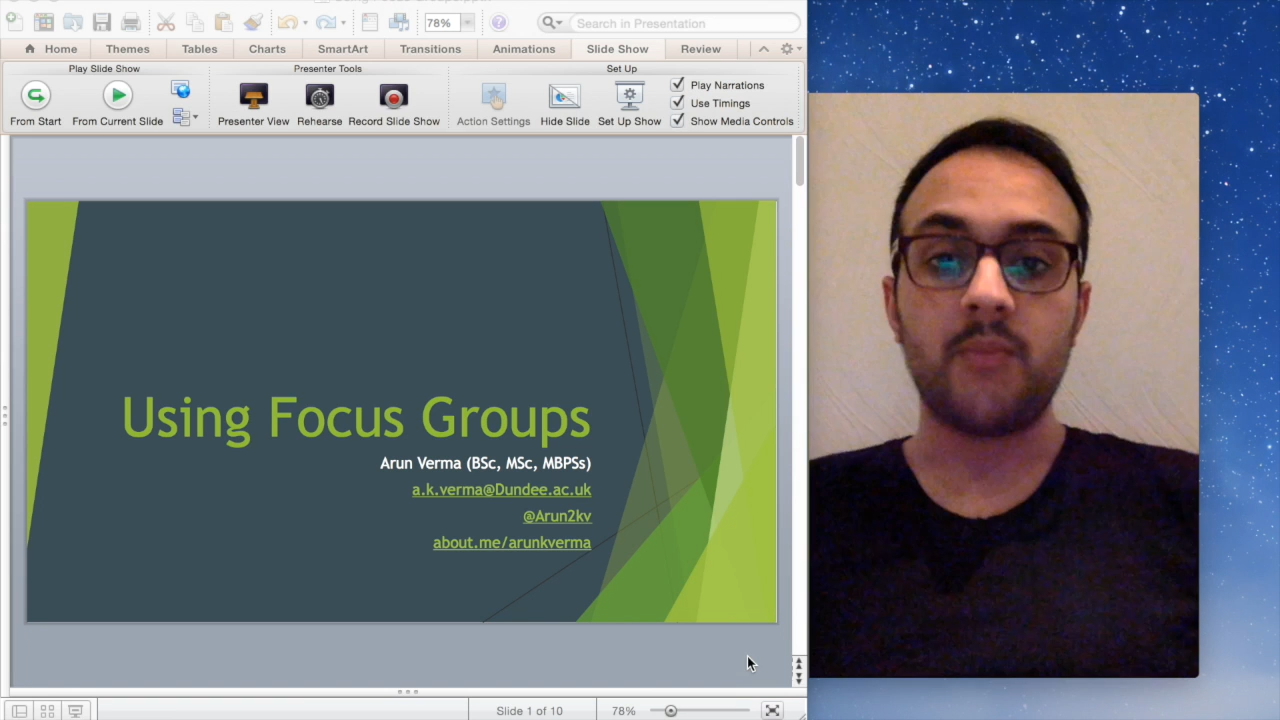 78%
Search in Presentation
Home Themes Tables Charts SmartArt Transitions Animations Slide Show Review
Play Slide Show Presenter Tools Set Up
Play Narrations
Use Timings
Show Media Controls
From Start From Current Slide Presenter View Rehearse Record Slide Show Action Settings Hide Slide Set Up Show
Using Focus Groups
Arun Verma (BSc, MSc, MBPSs)
a.k.verma@Dundee.ac.uk
@Arun2kv
about.me/arunkverma
Slide 1 of 10 78%